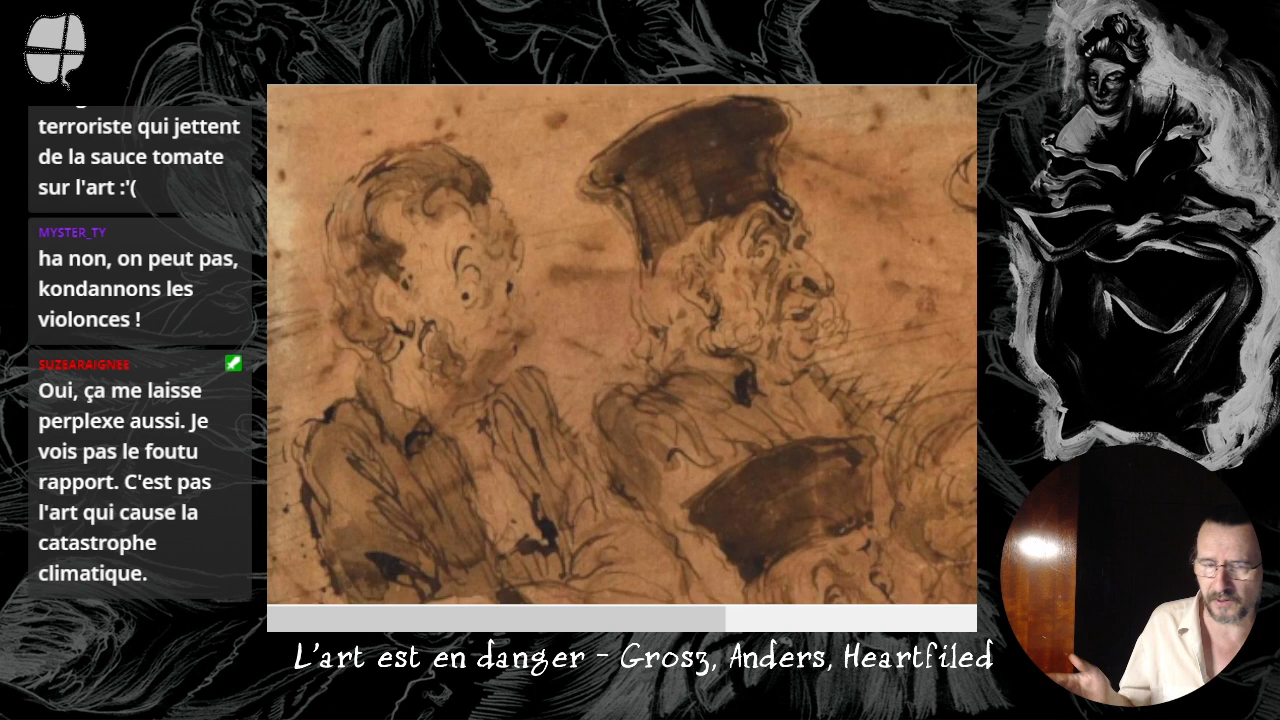 terroriste qui jettent
de la sauce tomate
sur l'art :'(
MYSTER_TY
ha non, on peut pas,
kondannons les
violonces !
SUZEARAIGNEE
Oui, ça me laisse
perplexe aussi. Je
vois pas le foutu
rapport. C'est pas
l'art qui cause la
catastrophe
climatique.
L'art est en danger - Grosz, Anders, Heartfiled